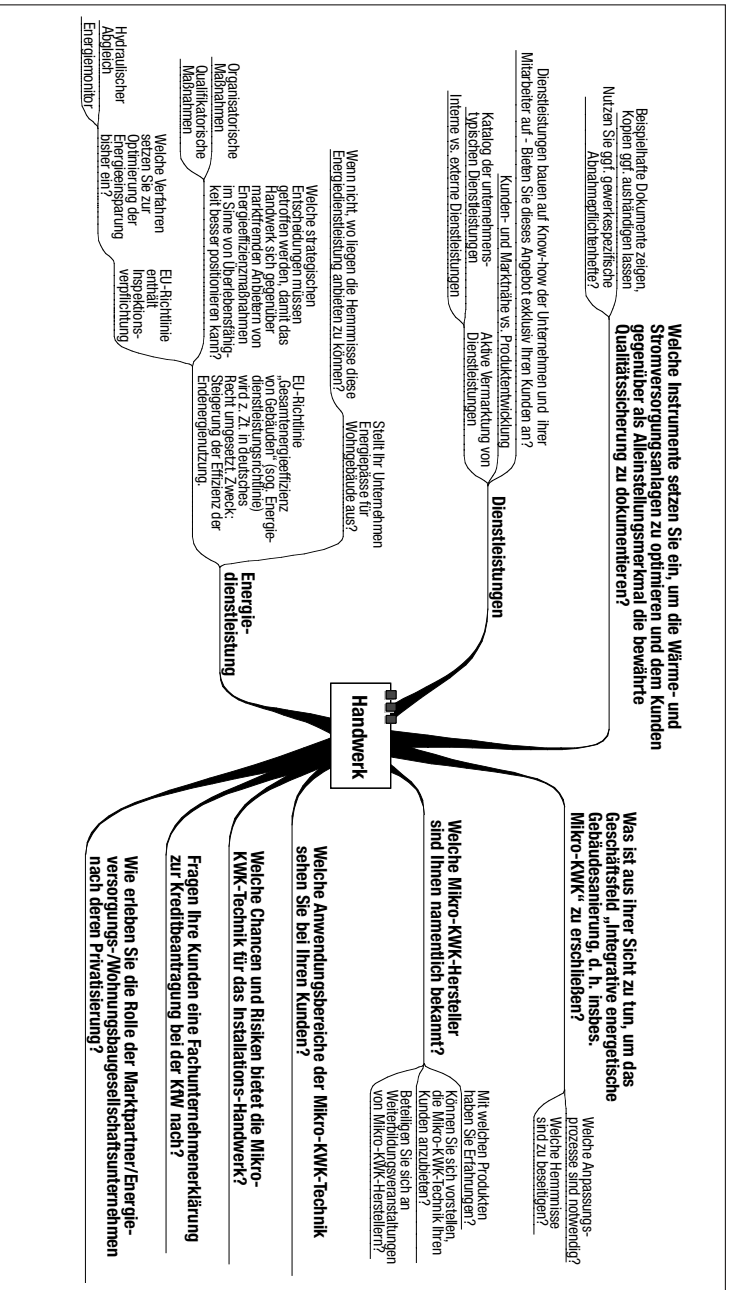 Handwerk
Welche Instrumente setzen Sie ein, um die Wärme- und
Stromversorgungsanlagen zu optimieren und dem Kunden
gegenüber als Alleinstellungsmerkmal die bewährte
Qualitätssicherung zu dokumentieren?
Beispielhafte Dokumente zeigen,
Kopien ggf. aushändigen lassen
Nutzen Sie ggf. gewerkespezifische
Abnahmepflichtenhefte?
Dienstleistungen
Dienstleistungen bauen auf Know-how der Unternehmen und ihrer
Mitarbeiter auf - Bieten Sie dieses Angebot exklusiv Ihren Kunden an?
Kunden- und Marktnähe vs. Produktentwicklung
Aktive Vermarktung von
Dienstleistungen
Katalog der unternehmens-
typischen Dienstleistungen
Interne vs. externe Dienstleistungen
Energie-
dienstleistung
Stellt Ihr Unternehmen
Energiepässe für
Wohngebäude aus?
Wenn nicht, wo liegen die Hemmnisse diese
Energiedienstleistung anbieten zu können?
EU-Richtlinie
„Gesamtenergieeffizienz
von Gebäuden“ (sog. Energie-
dienstleistungsrichtlinie)
wird z. Zt. in deutsches
Recht umgesetzt. Zweck:
Steigerung der Effizienz der
Endenergienutzung.
Welche strategischen
Entscheidungen müssen
getroffen werden, damit das
Handwerk sich gegenüber
marktfremden Anbietern von
Energieeffizienzmaßnahmen
im Sinne von Überlebensfähig-
keit besser positionieren kann?
Organisatorische
Maßnahmen
Qualifikatorische
Maßnahmen
EU-Richtlinie
enthält
Inspektions-
verpflichtung
Welche Verfahren
setzen Sie zur
Optimierung der
Energieeinsparung
bisher ein?
Hydraulischer
Abgleich
Energiemonitor
Was ist aus ihrer Sicht zu tun, um das
Geschäftsfeld „Integrative energetische
Gebäudesanierung, d. h. insbes.
Mikro-KWK“ zu erschließen?
Welche Anpassungs-
prozesse sind notwendig?
Welche Hemmnisse
sind zu beseitigen?
Welche Mikro-KWK-Hersteller
sind Ihnen namentlich bekannt?
Mit welchen Produkten
haben Sie Erfahrungen?
Können Sie sich vorstellen,
die Mikro-KWK-Technik Ihren
Kunden anzubieten?
Beteiligen Sie sich an
Weiterbildungsveranstaltungen
von Mikro-KWK-Herstellern?
Welche Anwendungsbereiche der Mikro-KWK-Technik
sehen Sie bei Ihren Kunden?
Welche Chancen und Risiken bietet die Mikro-
KWK-Technik für das Installations-Handwerk?
Fragen Ihre Kunden eine Fachunternehmenerklärung
zur Kreditbeantragung bei der KfW nach?
Wie erleben Sie die Rolle der Marktpartner/Energie-
versorgungs-/Wohnungsbaugesellschaftsunternehmen
nach deren Privatisierung?